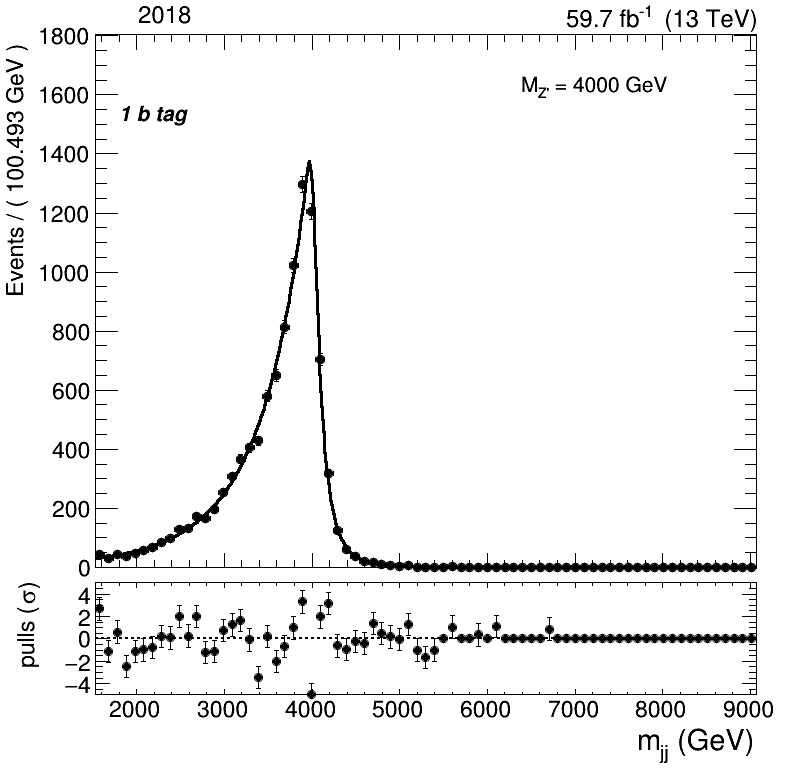 2018
59.7 fb⁻¹ (13 TeV)
Events / ( 100.493 GeV )
1800
1600
1400
1200
1000
800
600
400
200
0
M_Z' = 4000 GeV
1 b tag
pulls (σ)
4
2
0
−2
−4
2000 3000 4000 5000 6000 7000 8000 9000
m_jj (GeV)